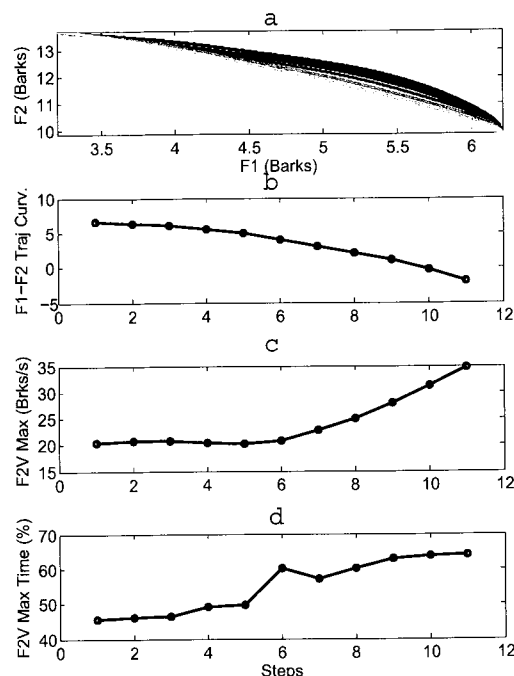 a
F2 (Barks)
13
12
11
10
3.5 4 4.5 5 5.5 6
F1 (Barks)
b
F1-F2 Traj Curv.
10
5
0
-5
0 2 4 6 8 10 12
c
F2V Max (Brks/s)
35
30
25
20
15
0 2 4 6 8 10 12
d
F2V Max Time (%)
70
60
50
40
0 2 4 6 8 10 12
Steps